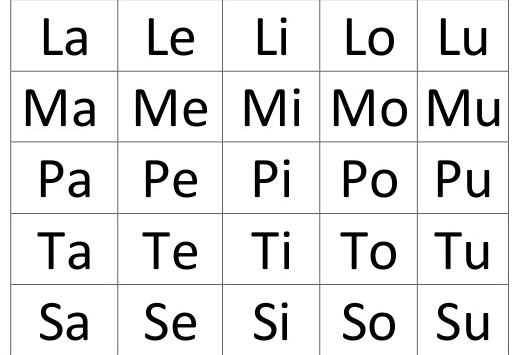 La Le Li Lo Lu
Ma Me Mi Mo Mu
Pa Pe Pi Po Pu
Ta Te Ti To Tu
Sa Se Si So Su